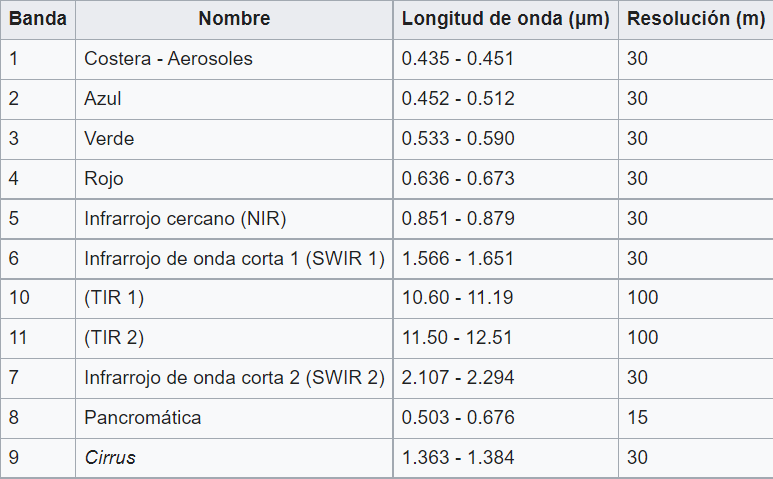 Banda Nombre Longitud de onda (µm) Resolución (m)
1 Costera - Aerosoles 0.435 - 0.451 30
2 Azul 0.452 - 0.512 30
3 Verde 0.533 - 0.590 30
4 Rojo 0.636 - 0.673 30
5 Infrarrojo cercano (NIR) 0.851 - 0.879 30
6 Infrarrojo de onda corta 1 (SWIR 1) 1.566 - 1.651 30
10 (TIR 1) 10.60 - 11.19 100
11 (TIR 2) 11.50 - 12.51 100
7 Infrarrojo de onda corta 2 (SWIR 2) 2.107 - 2.294 30
8 Pancromática 0.503 - 0.676 15
9 Cirrus 1.363 - 1.384 30